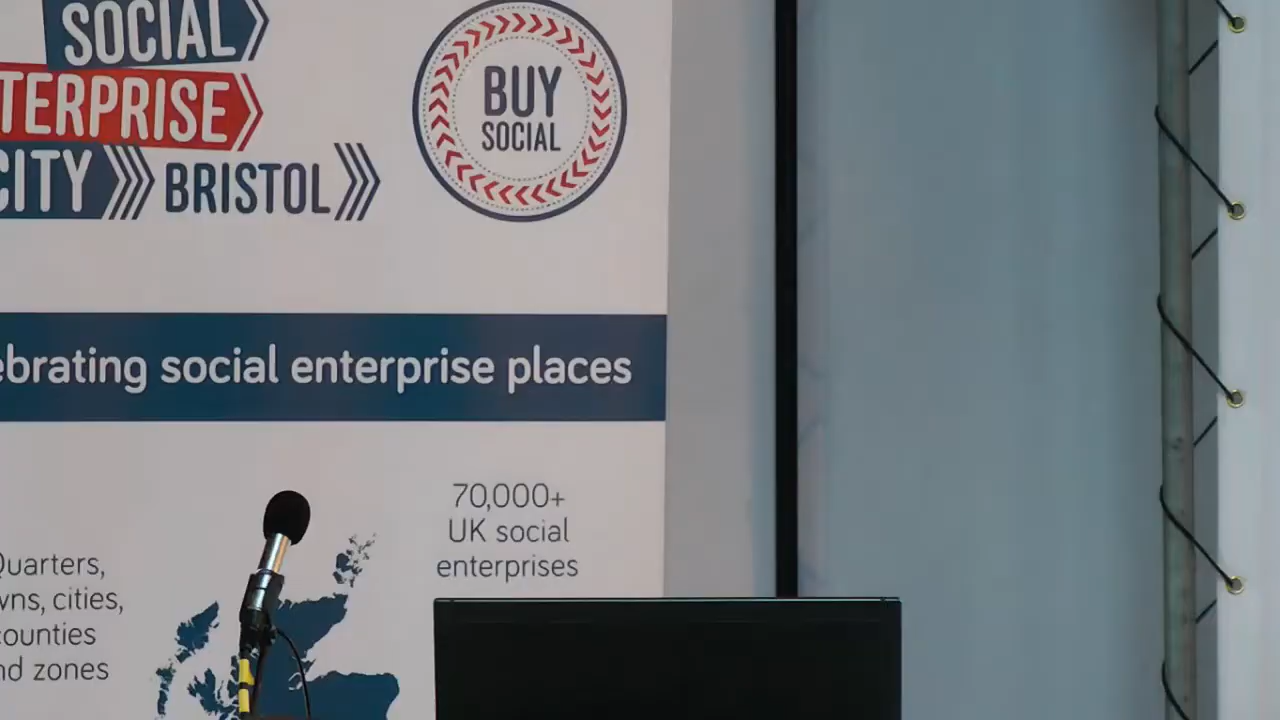 SOCIAL
TERPRISE
CITY
BRISTOL
BUY
SOCIAL
ebrating social enterprise places
70,000+
UK social
enterprises
Quarters,
wns, cities,
counties
nd zones